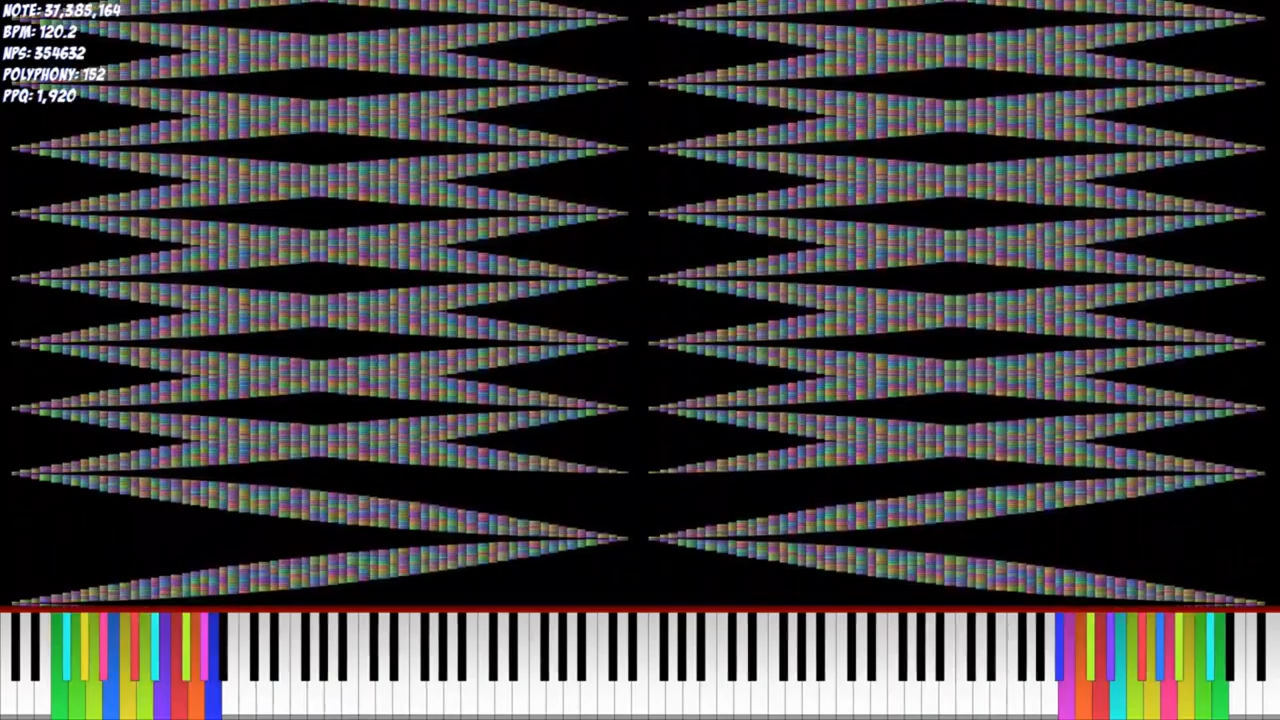 NOTE: 37,385,164
BPM: 120.2
NPS: 354632
POLYPHONY: 152
PPQ: 1,920